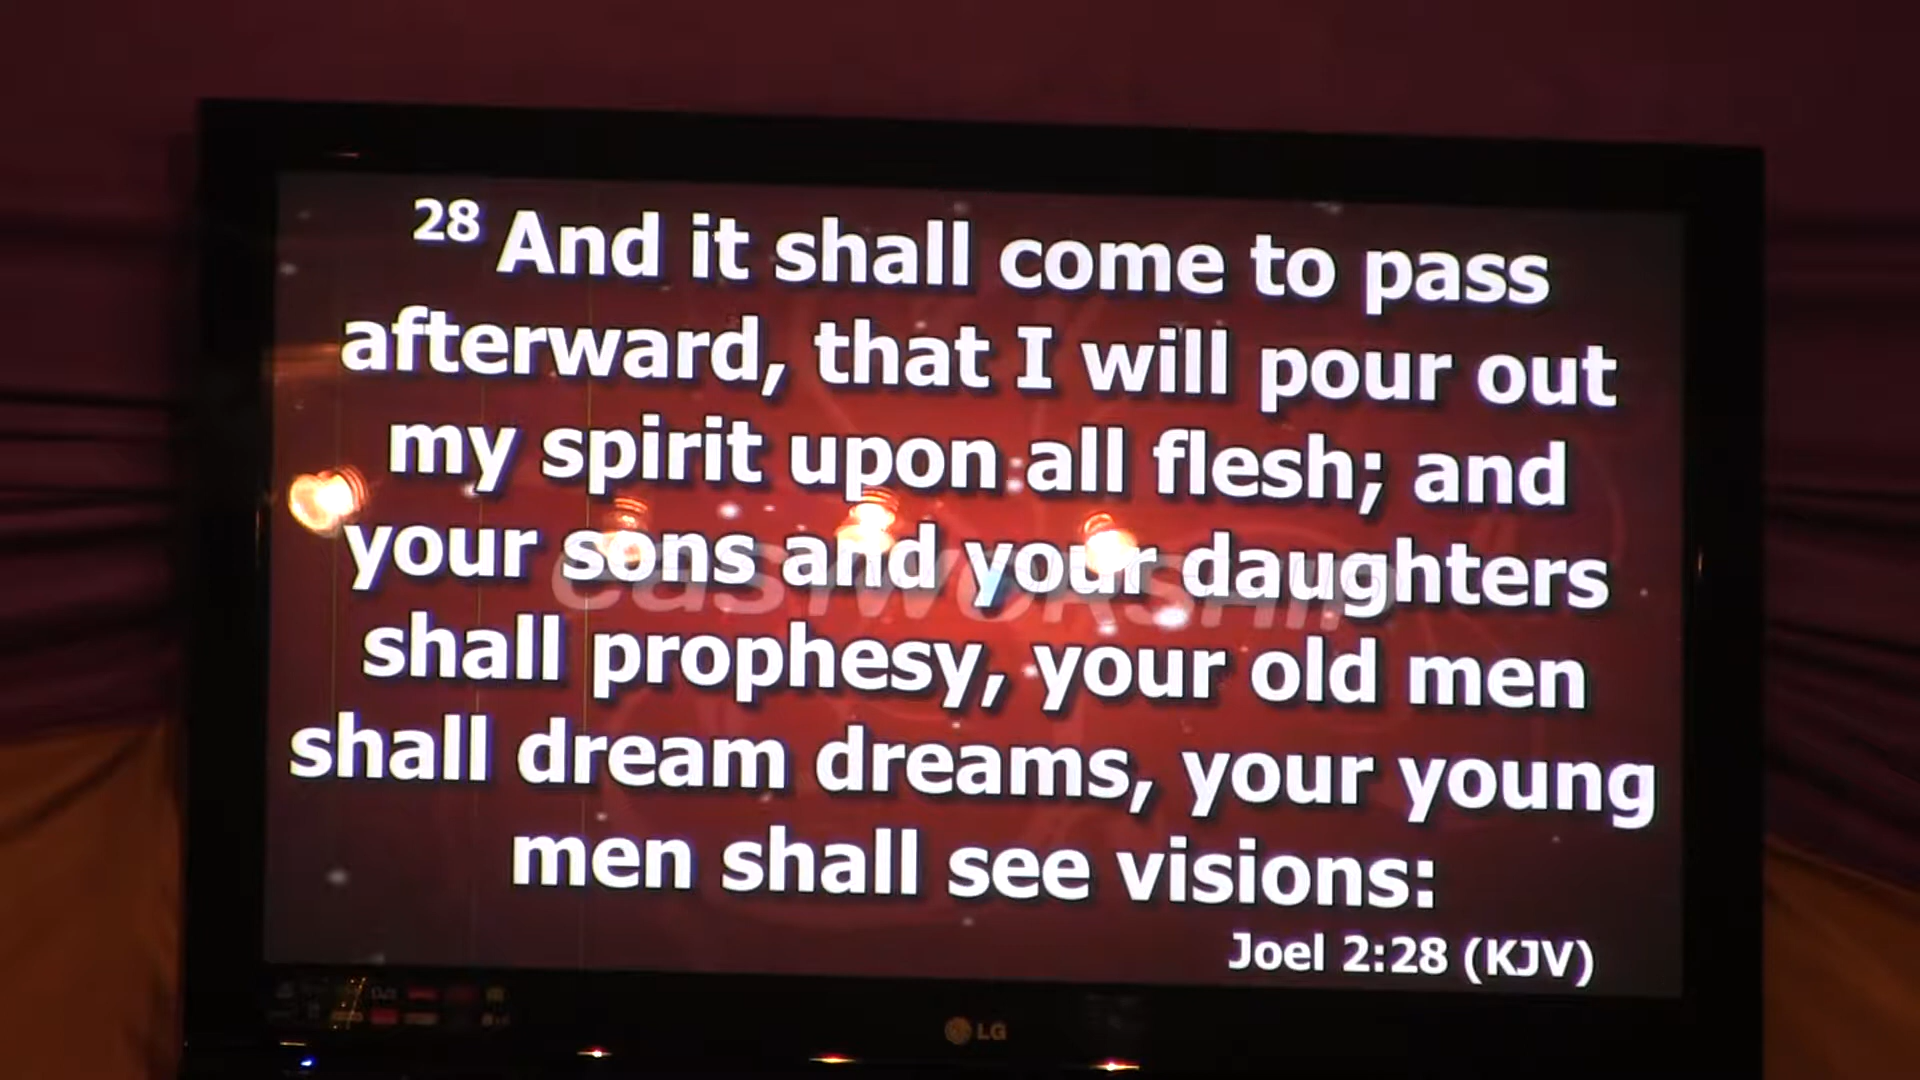 28 And it shall come to pass
afterward, that I will pour out
my spirit upon all flesh; and
your sons and your daughters
easyworship
shall prophesy, your old men
shall dream dreams, your young
men shall see visions:
Joel 2:28 (KJV)
LG